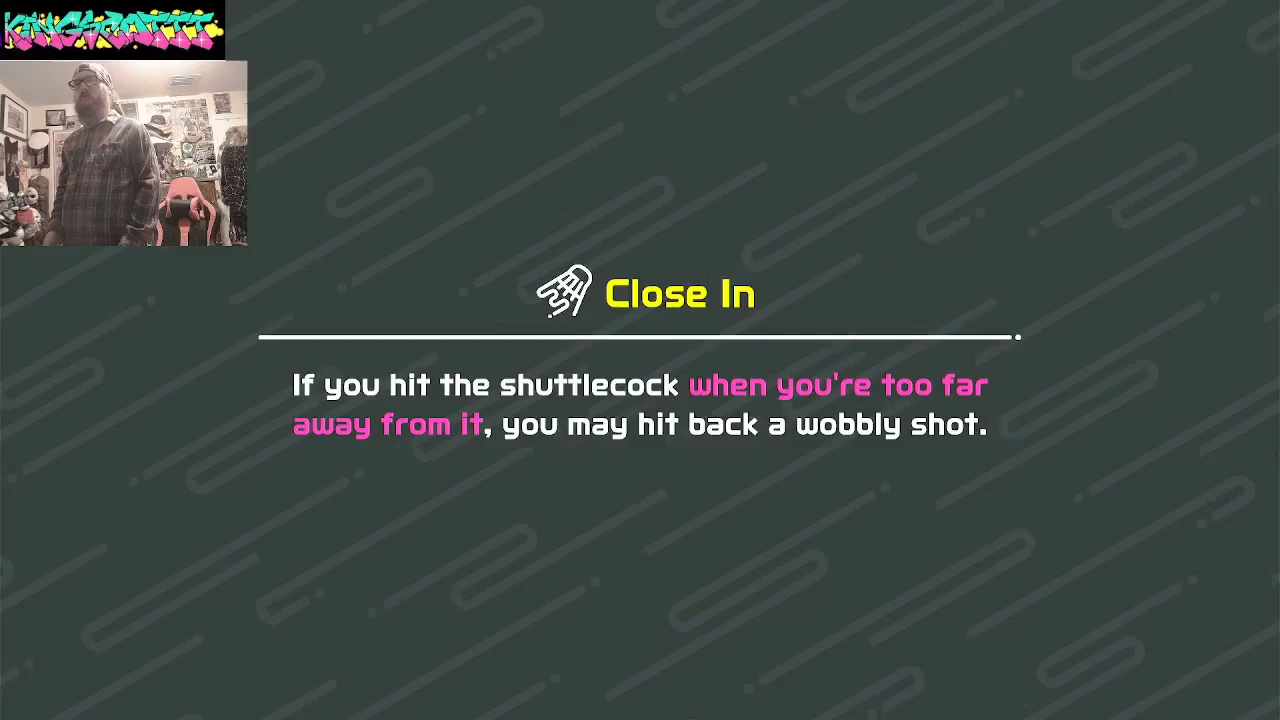 KINGSCOTTT
Close In
If you hit the shuttlecock when you're too far
away from it, you may hit back a wobbly shot.